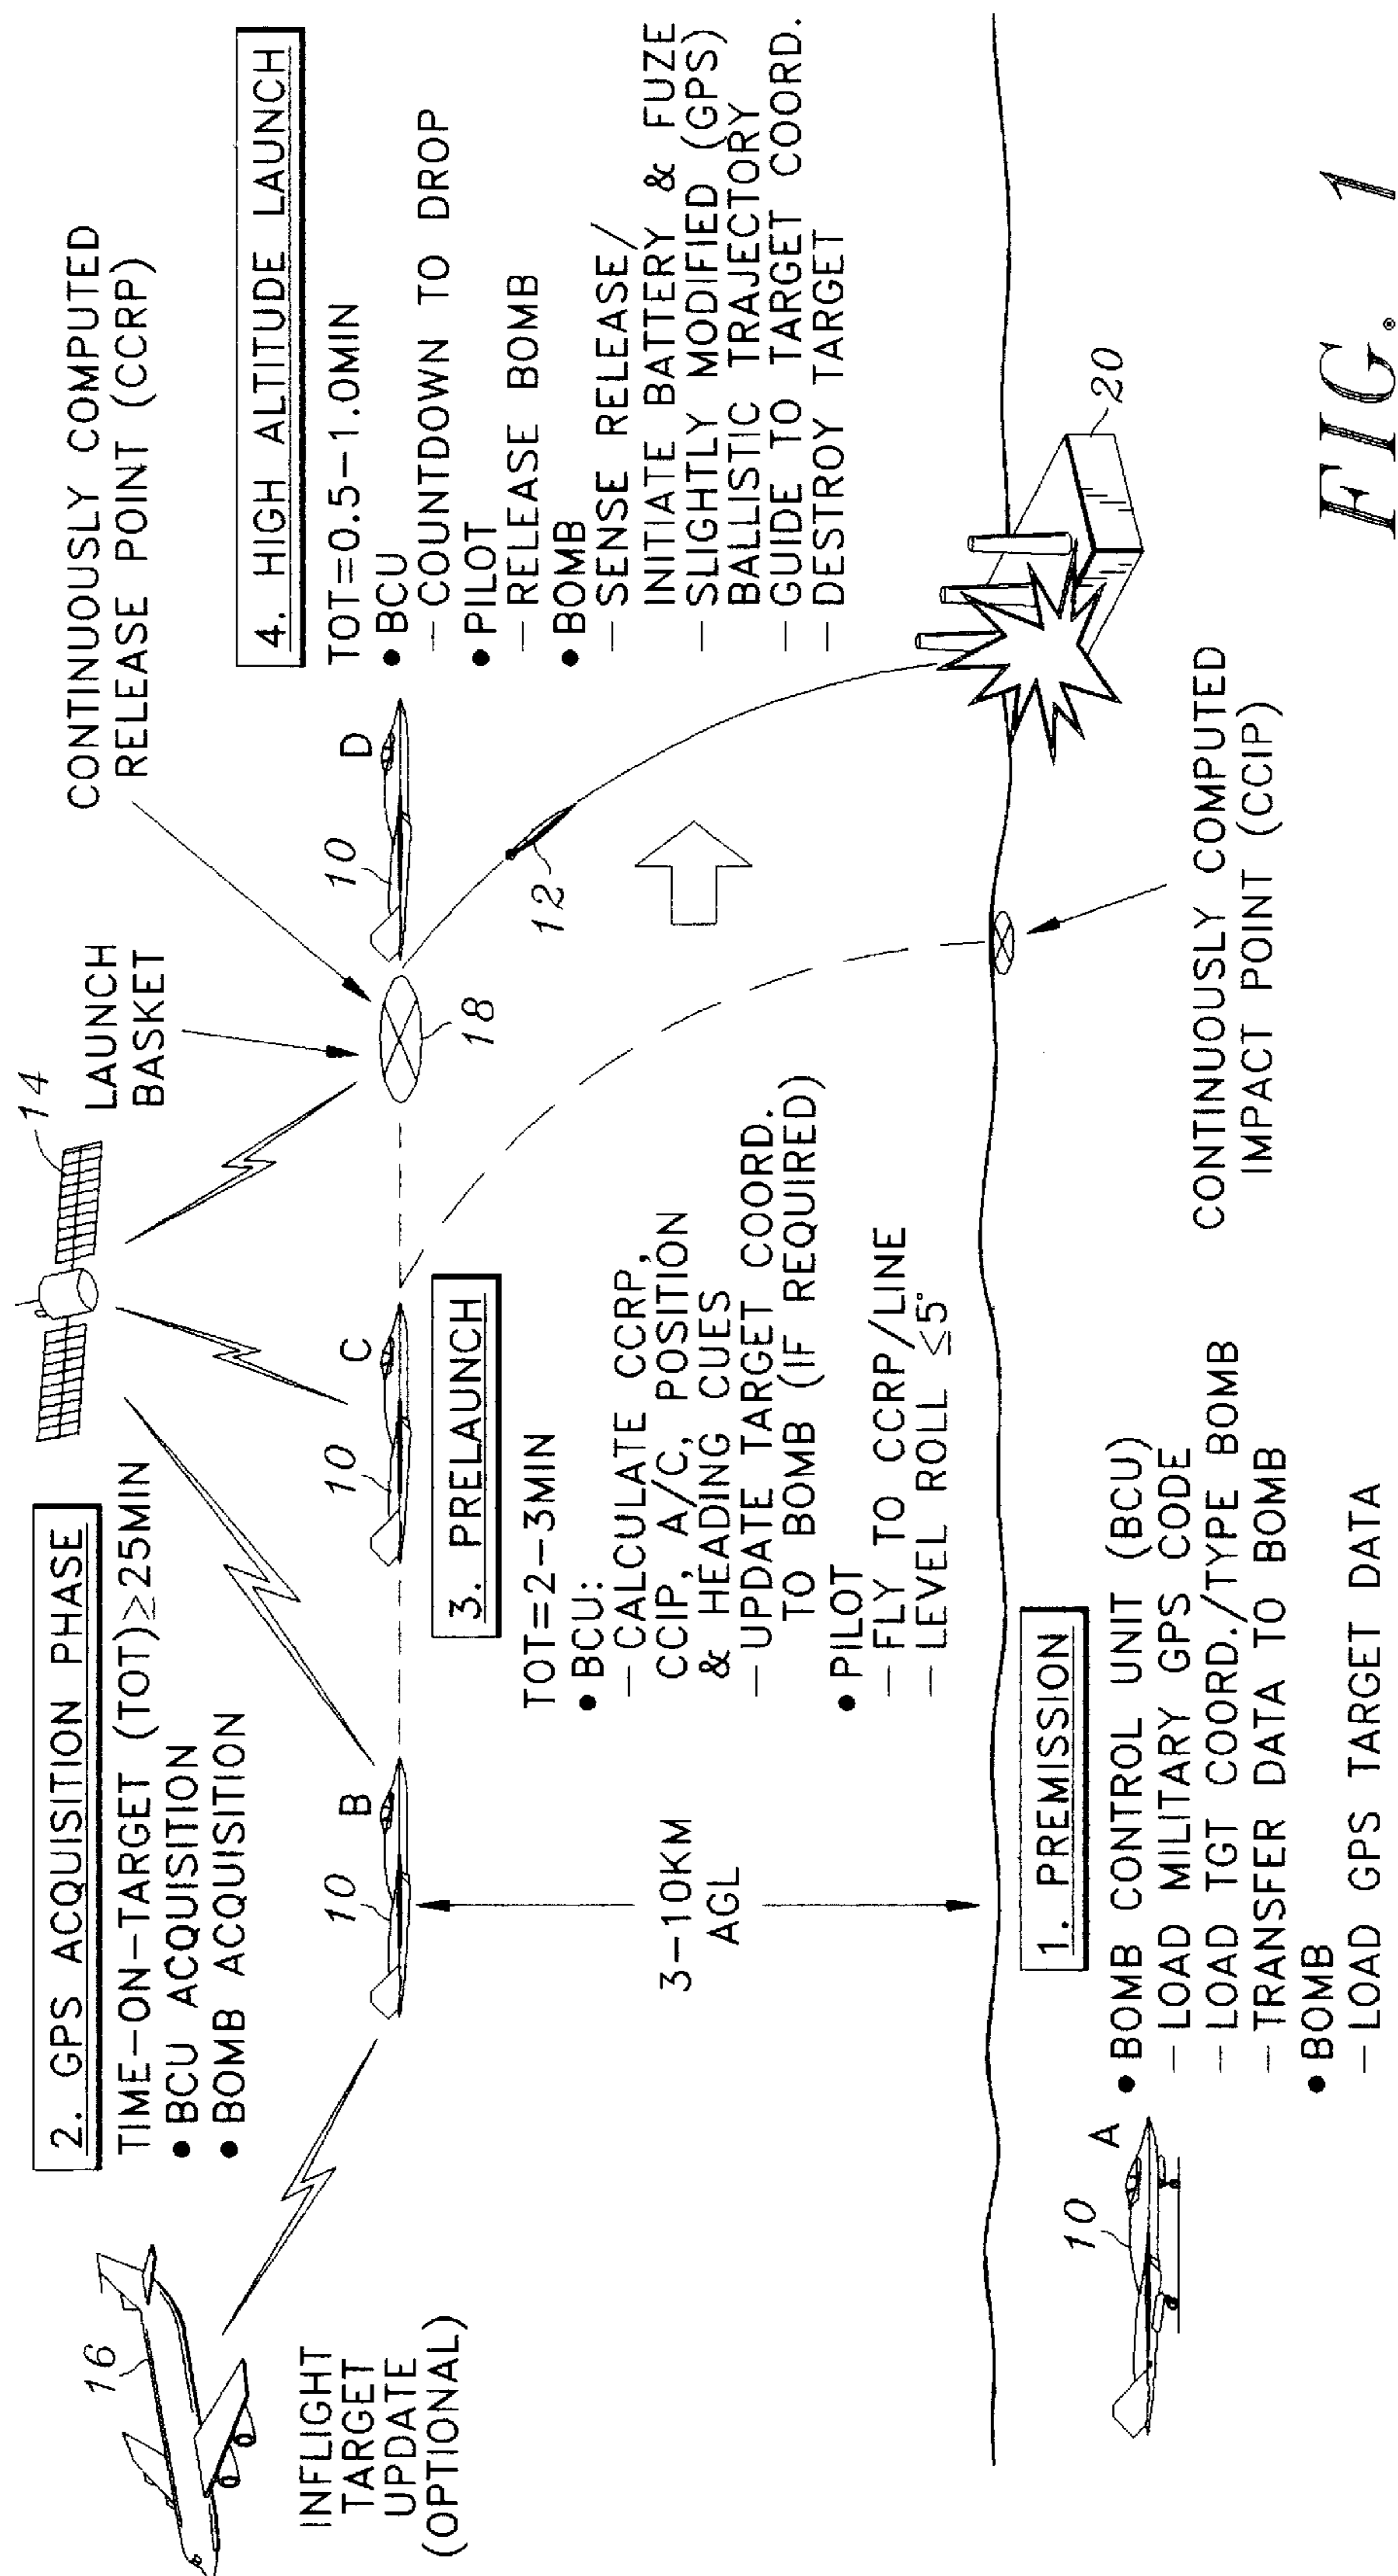 16
INFLIGHT
TARGET
UPDATE
(OPTIONAL)
2. GPS ACQUISITION PHASE
TIME-ON-TARGET (TOT)≥25MIN
● BCU ACQUISITION
● BOMB ACQUISITION
14
LAUNCH
BASKET
CONTINUOUSLY COMPUTED
RELEASE POINT (CCRP)
10
B
10
C
18
10
D
12
3-10KM
AGL
3. PRELAUNCH
TOT=2-3MIN
● BCU:
- CALCULATE CCRP,
CCIP, A/C, POSITION
& HEADING CUES
- UPDATE TARGET COORD.
TO BOMB (IF REQUIRED)
● PILOT
- FLY TO CCRP/LINE
- LEVEL ROLL ≤5°
4. HIGH ALTITUDE LAUNCH
TOT=0.5-1.0MIN
● BCU
- COUNTDOWN TO DROP
● PILOT
- RELEASE BOMB
● BOMB
- SENSE RELEASE/
INITIATE BATTERY & FUZE
- SLIGHTLY MODIFIED (GPS)
BALLISTIC TRAJECTORY
- GUIDE TO TARGET COORD.
- DESTROY TARGET
20
10
A
1. PREMISSION
● BOMB CONTROL UNIT (BCU)
- LOAD MILITARY GPS CODE
- LOAD TGT COORD./TYPE BOMB
- TRANSFER DATA TO BOMB
● BOMB
- LOAD GPS TARGET DATA
CONTINUOUSLY COMPUTED
IMPACT POINT (CCIP)
FIG. 1